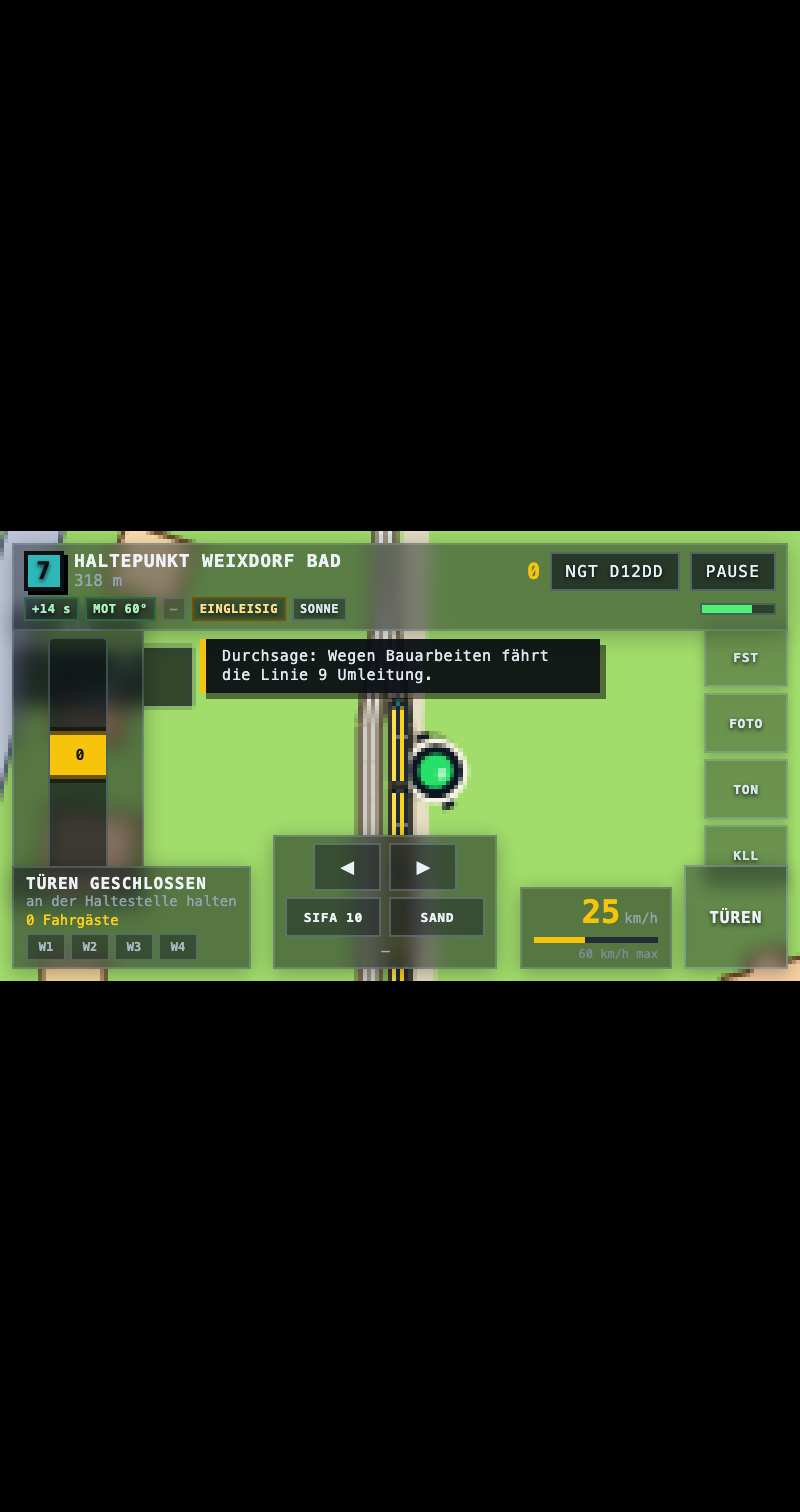 7
HALTEPUNKT WEIXDORF BAD
318 m
0
NGT D12DD
PAUSE
+14 s
MOT 60°
—
EINGLEISIG
SONNE
Durchsage: Wegen Bauarbeiten fährt
die Linie 9 Umleitung.
FST
FOTO
TON
KLL
0
◀
▶
SIFA 10
SAND
—
TÜREN GESCHLOSSEN
an der Haltestelle halten
0 Fahrgäste
W1
W2
W3
W4
25 km/h
60 km/h max
TÜREN